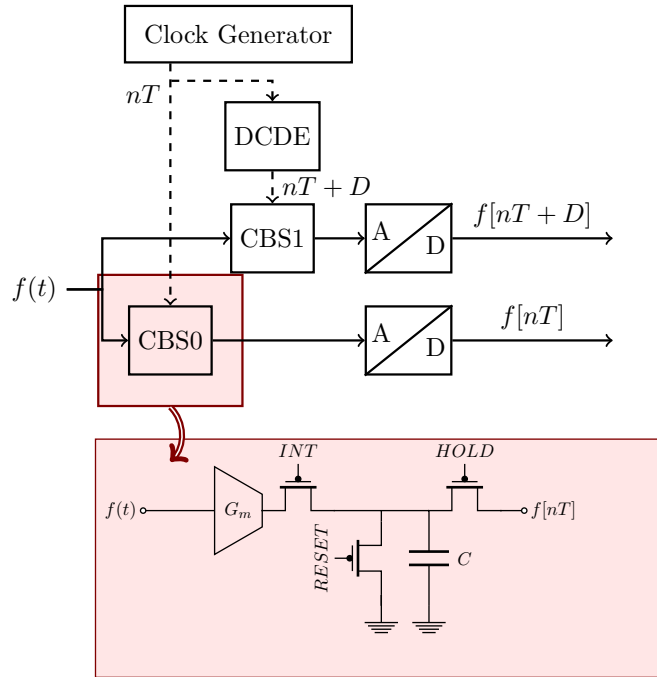 Clock Generator
nT
DCDE
nT + D
CBS1
A
D
f[nT + D]
f(t)
CBS0
A
D
f[nT]
INT
HOLD
f(t)
G_m
f[nT]
RESET
C